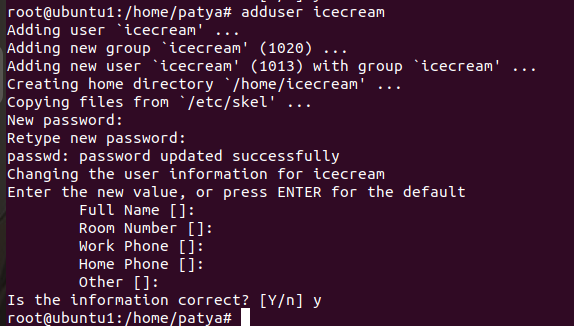 root@ubuntu1:/home/patya# adduser icecream
Adding user `icecream' ...
Adding new group `icecream' (1020) ...
Adding new user `icecream' (1013) with group `icecream' ...
Creating home directory `/home/icecream' ...
Copying files from `/etc/skel' ...
New password:
Retype new password:
passwd: password updated successfully
Changing the user information for icecream
Enter the new value, or press ENTER for the default
Full Name []:
Room Number []:
Work Phone []:
Home Phone []:
Other []:
Is the information correct? [Y/n] y
root@ubuntu1:/home/patya#